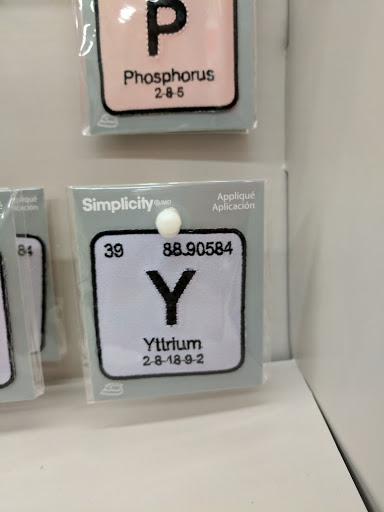 P
Phosphorus
2-8-5
Simplicity
Appliqué
Aplicación
39 88.90584
Y
Yttrium
2-8-18-9-2
84